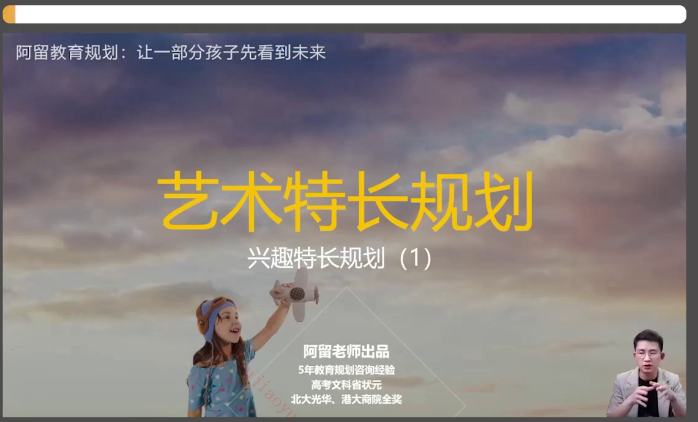 阿留教育规划：让一部分孩子先看到未来
艺术特长规划
兴趣特长规划（1）
阿留老师出品
5年教育规划咨询经验
高考文科省状元
北大光华、港大商院全奖